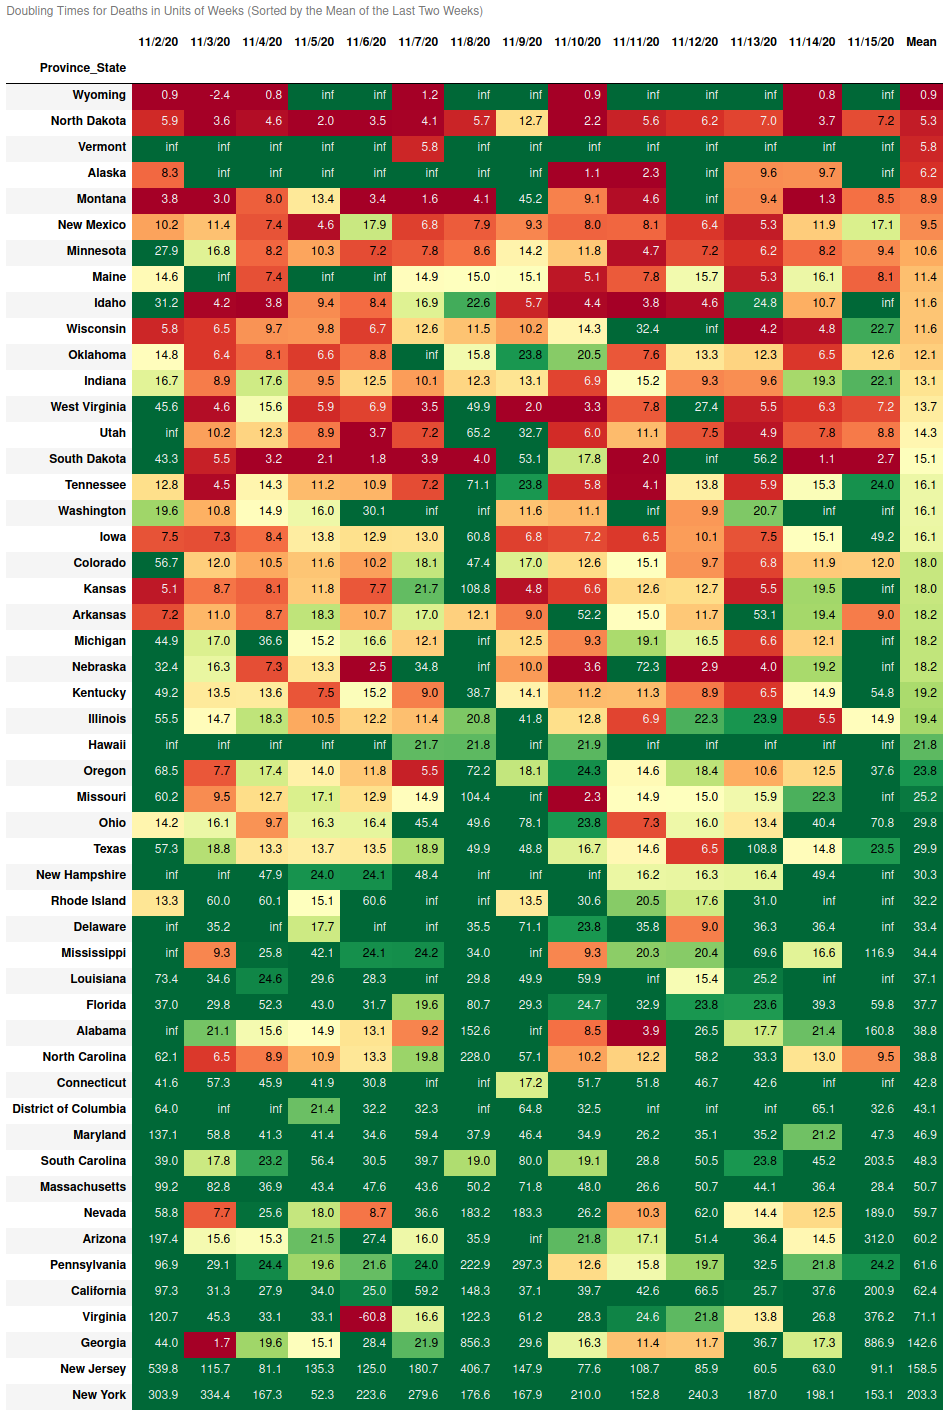 Doubling Times for Deaths in Units of Weeks (Sorted by the Mean of the Last Two Weeks)
11/2/20 11/3/20 11/4/20 11/5/20 11/6/20 11/7/20 11/8/20 11/9/20 11/10/20 11/11/20 11/12/20 11/13/20 11/14/20 11/15/20 Mean
Province_State
Wyoming 0.9 -2.4 0.8 inf inf 1.2 inf inf 0.9 inf inf inf 0.8 inf 0.9
North Dakota 5.9 3.6 4.6 2.0 3.5 4.1 5.7 12.7 2.2 5.6 6.2 7.0 3.7 7.2 5.3
Vermont inf inf inf inf inf 5.8 inf inf inf inf inf inf inf inf 5.8
Alaska 8.3 inf inf inf inf inf inf inf 1.1 2.3 inf 9.6 9.7 inf 6.2
Montana 3.8 3.0 8.0 13.4 3.4 1.6 4.1 45.2 9.1 4.6 inf 9.4 1.3 8.5 8.9
New Mexico 10.2 11.4 7.4 4.6 17.9 6.8 7.9 9.3 8.0 8.1 6.4 5.3 11.9 17.1 9.5
Minnesota 27.9 16.8 8.2 10.3 7.2 7.8 8.6 14.2 11.8 4.7 7.2 6.2 8.2 9.4 10.6
Maine 14.6 inf 7.4 inf inf 14.9 15.0 15.1 5.1 7.8 15.7 5.3 16.1 8.1 11.4
Idaho 31.2 4.2 3.8 9.4 8.4 16.9 22.6 5.7 4.4 3.8 4.6 24.8 10.7 inf 11.6
Wisconsin 5.8 6.5 9.7 9.8 6.7 12.6 11.5 10.2 14.3 32.4 inf 4.2 4.8 22.7 11.6
Oklahoma 14.8 6.4 8.1 6.6 8.8 inf 15.8 23.8 20.5 7.6 13.3 12.3 6.5 12.6 12.1
Indiana 16.7 8.9 17.6 9.5 12.5 10.1 12.3 13.1 6.9 15.2 9.3 9.6 19.3 22.1 13.1
West Virginia 45.6 4.6 15.6 5.9 6.9 3.5 49.9 2.0 3.3 7.8 27.4 5.5 6.3 7.2 13.7
Utah inf 10.2 12.3 8.9 3.7 7.2 65.2 32.7 6.0 11.1 7.5 4.9 7.8 8.8 14.3
South Dakota 43.3 5.5 3.2 2.1 1.8 3.9 4.0 53.1 17.8 2.0 inf 56.2 1.1 2.7 15.1
Tennessee 12.8 4.5 14.3 11.2 10.9 7.2 71.1 23.8 5.8 4.1 13.8 5.9 15.3 24.0 16.1
Washington 19.6 10.8 14.9 16.0 30.1 inf inf 11.6 11.1 inf 9.9 20.7 inf inf 16.1
Iowa 7.5 7.3 8.4 13.8 12.9 13.0 60.8 6.8 7.2 6.5 10.1 7.5 15.1 49.2 16.1
Colorado 56.7 12.0 10.5 11.6 10.2 18.1 47.4 17.0 12.6 15.1 9.7 6.8 11.9 12.0 18.0
Kansas 5.1 8.7 8.1 11.8 7.7 21.7 108.8 4.8 6.6 12.6 12.7 5.5 19.5 inf 18.0
Arkansas 7.2 11.0 8.7 18.3 10.7 17.0 12.1 9.0 52.2 15.0 11.7 53.1 19.4 9.0 18.2
Michigan 44.9 17.0 36.6 15.2 16.6 12.1 inf 12.5 9.3 19.1 16.5 6.6 12.1 inf 18.2
Nebraska 32.4 16.3 7.3 13.3 2.5 34.8 inf 10.0 3.6 72.3 2.9 4.0 19.2 inf 18.2
Kentucky 49.2 13.5 13.6 7.5 15.2 9.0 38.7 14.1 11.2 11.3 8.9 6.5 14.9 54.8 19.2
Illinois 55.5 14.7 18.3 10.5 12.2 11.4 20.8 41.8 12.8 6.9 22.3 23.9 5.5 14.9 19.4
Hawaii inf inf inf inf inf 21.7 21.8 inf 21.9 inf inf inf inf inf 21.8
Oregon 68.5 7.7 17.4 14.0 11.8 5.5 72.2 18.1 24.3 14.6 18.4 10.6 12.5 37.6 23.8
Missouri 60.2 9.5 12.7 17.1 12.9 14.9 104.4 inf 2.3 14.9 15.0 15.9 22.3 inf 25.2
Ohio 14.2 16.1 9.7 16.3 16.4 45.4 49.6 78.1 23.8 7.3 16.0 13.4 40.4 70.8 29.8
Texas 57.3 18.8 13.3 13.7 13.5 18.9 49.9 48.8 16.7 14.6 6.5 108.8 14.8 23.5 29.9
New Hampshire inf inf 47.9 24.0 24.1 48.4 inf inf inf 16.2 16.3 16.4 49.4 inf 30.3
Rhode Island 13.3 60.0 60.1 15.1 60.6 inf inf 13.5 30.6 20.5 17.6 31.0 inf inf 32.2
Delaware inf 35.2 inf 17.7 inf inf 35.5 71.1 23.8 35.8 9.0 36.3 36.4 inf 33.4
Mississippi inf 9.3 25.8 42.1 24.1 24.2 34.0 inf 9.3 20.3 20.4 69.6 16.6 116.9 34.4
Louisiana 73.4 34.6 24.6 29.6 28.3 inf 29.8 49.9 59.9 inf 15.4 25.2 inf inf 37.1
Florida 37.0 29.8 52.3 43.0 31.7 19.6 80.7 29.3 24.7 32.9 23.8 23.6 39.3 59.8 37.7
Alabama inf 21.1 15.6 14.9 13.1 9.2 152.6 inf 8.5 3.9 26.5 17.7 21.4 160.8 38.8
North Carolina 62.1 6.5 8.9 10.9 13.3 19.8 228.0 57.1 10.2 12.2 58.2 33.3 13.0 9.5 38.8
Connecticut 41.6 57.3 45.9 41.9 30.8 inf inf 17.2 51.7 51.8 46.7 42.6 inf inf 42.8
District of Columbia 64.0 inf inf 21.4 32.2 32.3 inf 64.8 32.5 inf inf inf 65.1 32.6 43.1
Maryland 137.1 58.8 41.3 41.4 34.6 59.4 37.9 46.4 34.9 26.2 35.1 35.2 21.2 47.3 46.9
South Carolina 39.0 17.8 23.2 56.4 30.5 39.7 19.0 80.0 19.1 28.8 50.5 23.8 45.2 203.5 48.3
Massachusetts 99.2 82.8 36.9 43.4 47.6 43.6 50.2 71.8 48.0 26.6 50.7 44.1 36.4 28.4 50.7
Nevada 58.8 7.7 25.6 18.0 8.7 36.6 183.2 183.3 26.2 10.3 62.0 14.4 12.5 189.0 59.7
Arizona 197.4 15.6 15.3 21.5 27.4 16.0 35.9 inf 21.8 17.1 51.4 36.4 14.5 312.0 60.2
Pennsylvania 96.9 29.1 24.4 19.6 21.6 24.0 222.9 297.3 12.6 15.8 19.7 32.5 21.8 24.2 61.6
California 97.3 31.3 27.9 34.0 25.0 59.2 148.3 37.1 39.7 42.6 66.5 25.7 37.6 200.9 62.4
Virginia 120.7 45.3 33.1 33.1 -60.8 16.6 122.3 61.2 28.3 24.6 21.8 13.8 26.8 376.2 71.1
Georgia 44.0 1.7 19.6 15.1 28.4 21.9 856.3 29.6 16.3 11.4 11.7 36.7 17.3 886.9 142.6
New Jersey 539.8 115.7 81.1 135.3 125.0 180.7 406.7 147.9 77.6 108.7 85.9 60.5 63.0 91.1 158.5
New York 303.9 334.4 167.3 52.3 223.6 279.6 176.6 167.9 210.0 152.8 240.3 187.0 198.1 153.1 203.3